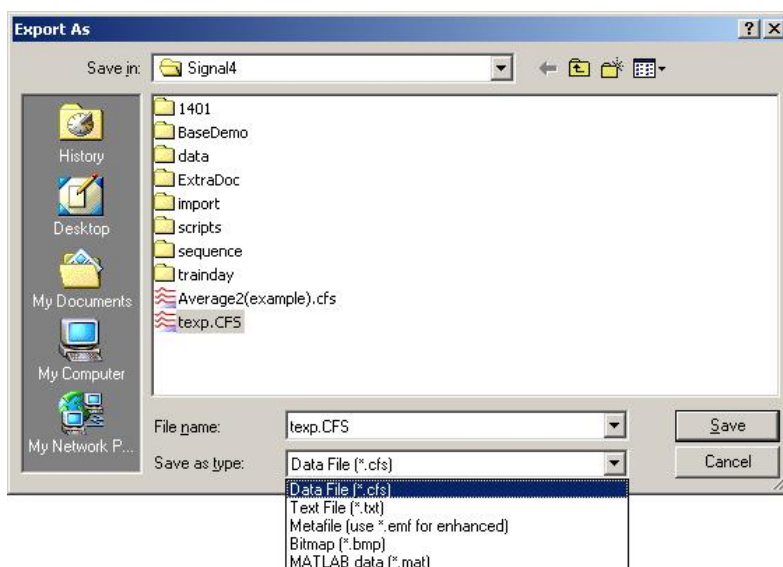 Export As
Save in: Signal4
History
Desktop
My Documents
My Computer
My Network P...
1401
BaseDemo
data
ExtraDoc
import
scripts
sequence
trainday
Average2(example).cfs
texp.CFS
File name: texp.CFS Save
Save as type: Data File (*.cfs) Cancel
Data File (*.cfs)
Text File (*.txt)
Metafile (use *.emf for enhanced)
Bitmap (*.bmp)
MATLAB data (*.mat)